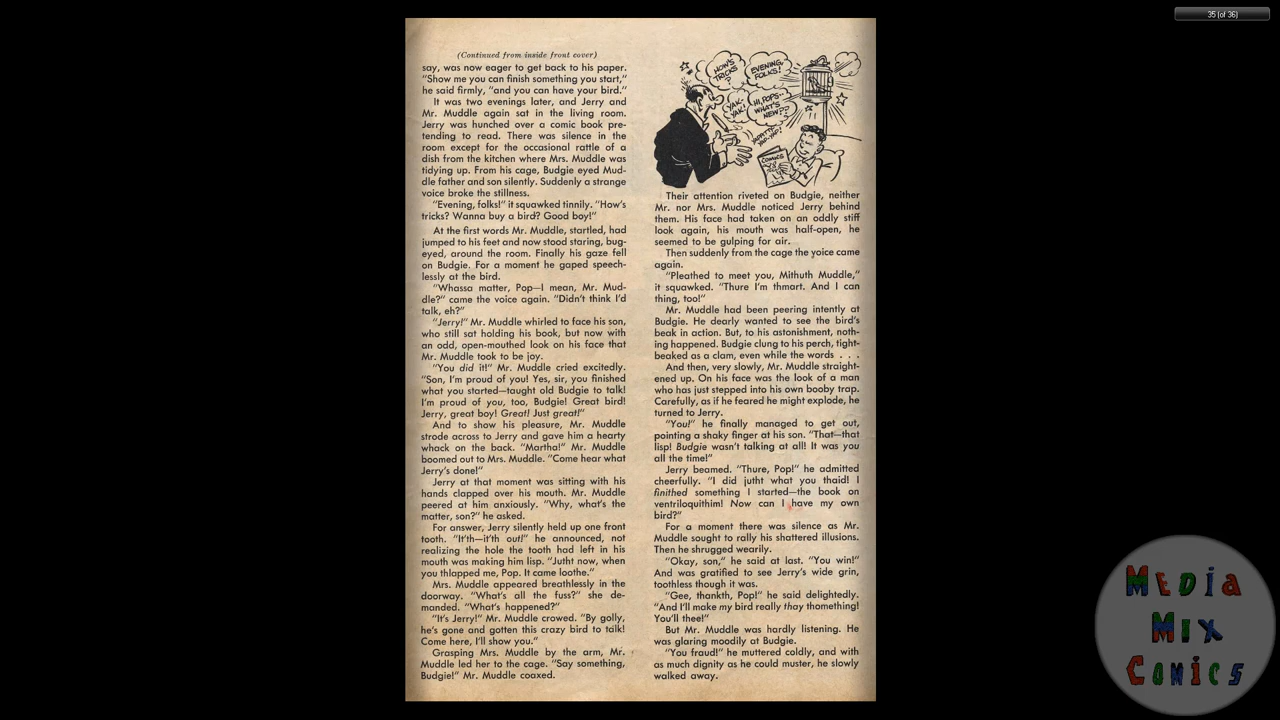 35 (of 36)
(Continued from inside front cover)
say, was now eager to get back to his paper.
"Show me you can finish something you start,"
he said firmly, "and you can have your bird."
It was two evenings later, and Jerry and
Mr. Muddle again sat in the living room.
Jerry was hunched over a comic book pre-
tending to read. There was silence in the
room except for the occasional rattle of a
dish from the kitchen where Mrs. Muddle was
tidying up. From his cage, Budgie eyed Mud-
dle father and son silently. Suddenly a strange
voice broke the stillness.
"Evening, folks!" it squawked tinnily. "How's
tricks? Wanna buy a bird? Good boy!"
At the first words Mr. Muddle, startled, had
jumped to his feet and now stood staring, bug-
eyed, around the room. Finally his gaze fell
on Budgie. For a moment he gaped speech-
lessly at the bird.
"Whassa matter, Pop—I mean, Mr. Mud-
dle?" came the voice again. "Didn't think I'd
talk, eh?"
"Jerry!" Mr. Muddle whirled to face his son,
who still sat holding his book, but now with
an odd, open-mouthed look on his face that
Mr. Muddle took to be joy.
"You did it!" Mr. Muddle cried excitedly.
"Son, I'm proud of you! Yes, sir, you finished
what you started—taught old Budgie to talk!
I'm proud of you, too, Budgie! Great bird!
Jerry, great boy! Great! Just great!"
And to show his pleasure, Mr. Muddle
strode across to Jerry and gave him a hearty
whack on the back. "Martha!" Mr. Muddle
boomed out to Mrs. Muddle. "Come hear what
Jerry's done!"
Jerry at that moment was sitting with his
hands clapped over his mouth. Mr. Muddle
peered at him anxiously. "Why, what's the
matter, son?" he asked.
For answer, Jerry silently held up one front
tooth. "It'th—it'th out!" he announced, not
realizing the hole the tooth had left in his
mouth was making him lisp. "Jutht now, when
you thlapped me, Pop. It came loothe."
Mrs. Muddle appeared breathlessly in the
doorway. "What's all the fuss?" she de-
manded. "What's happened?"
"It's Jerry!" Mr. Muddle crowed. "By golly,
he's gone and gotten this crazy bird to talk!
Come here, I'll show you."
Grasping Mrs. Muddle by the arm, Mr.
Muddle led her to the cage. "Say something,
Budgie!" Mr. Muddle coaxed.
HOW'S
TRICKS
?
EVENING,
FOLKS!
YAK,
YAK!
HI, POPS--
WHAT'S
NEW??
COMICS
Their attention riveted on Budgie, neither
Mr. nor Mrs. Muddle noticed Jerry behind
them. His face had taken on an oddly stiff
look again, his mouth was half-open, he
seemed to be gulping for air.
Then suddenly from the cage the voice came
again.
"Pleathed to meet you, Mithuth Muddle,"
it squawked. "Thure I'm thmart. And I can
thing, too!"
Mr. Muddle had been peering intently at
Budgie. He dearly wanted to see the bird's
beak in action. But, to his astonishment, noth-
ing happened. Budgie clung to his perch, tight-
beaked as a clam, even while the words . . .
And then, very slowly, Mr. Muddle straight-
ened up. On his face was the look of a man
who has just stepped into his own booby trap.
Carefully, as if he feared he might explode, he
turned to Jerry.
"You!" he finally managed to get out,
pointing a shaky finger at his son. "That—that
lisp! Budgie wasn't talking at all! It was you
all the time!"
Jerry beamed. "Thure, Pop!" he admitted
cheerfully. "I did jutht what you thaid! I
finithed something I started—the book on
ventriloquithim! Now can I have my own
bird?"
For a moment there was silence as Mr.
Muddle sought to rally his shattered illusions.
Then he shrugged wearily.
"Okay, son," he said at last. "You win!"
And was gratified to see Jerry's wide grin,
toothless though it was.
"Gee, thankth, Pop!" he said delightedly.
"And I'll make my bird really thay thomething!
You'll thee!"
But Mr. Muddle was hardly listening. He
was glaring moodily at Budgie.
"You fraud!" he muttered coldly, and with
as much dignity as he could muster, he slowly
walked away.
MEDIA
MIX
COMICS